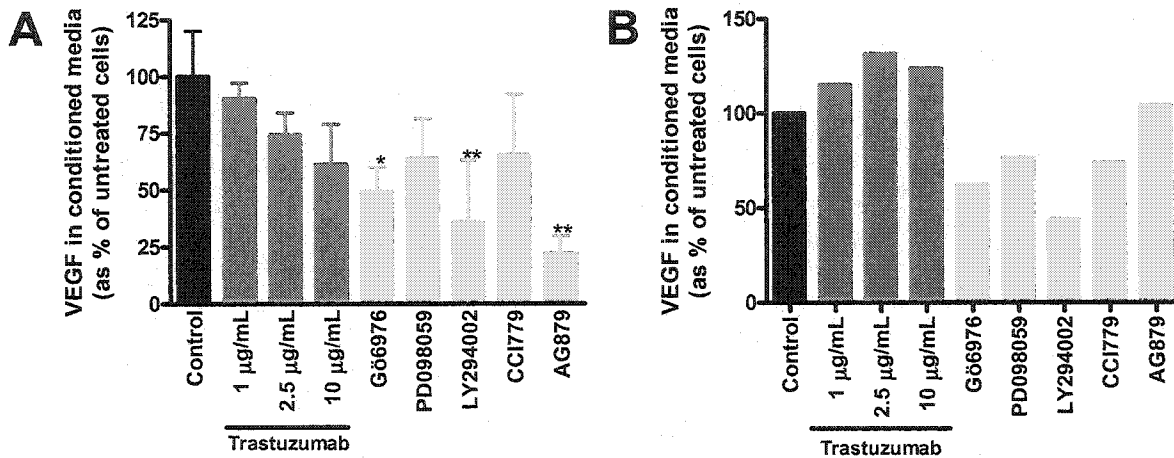 A
VEGF in conditioned media
(as % of untreated cells)
125
100
75
50
25
0
*
**
**
Control
1 µg/mL
2.5 µg/mL
10 µg/mL
Gö6976
PD098059
LY294002
CCI779
AG879
Trastuzumab
B
VEGF in conditioned media
(as % of untreated cells)
150
100
50
0
Control
1 µg/mL
2.5 µg/mL
10 µg/mL
Gö6976
PD098059
LY294002
CCI779
AG879
Trastuzumab